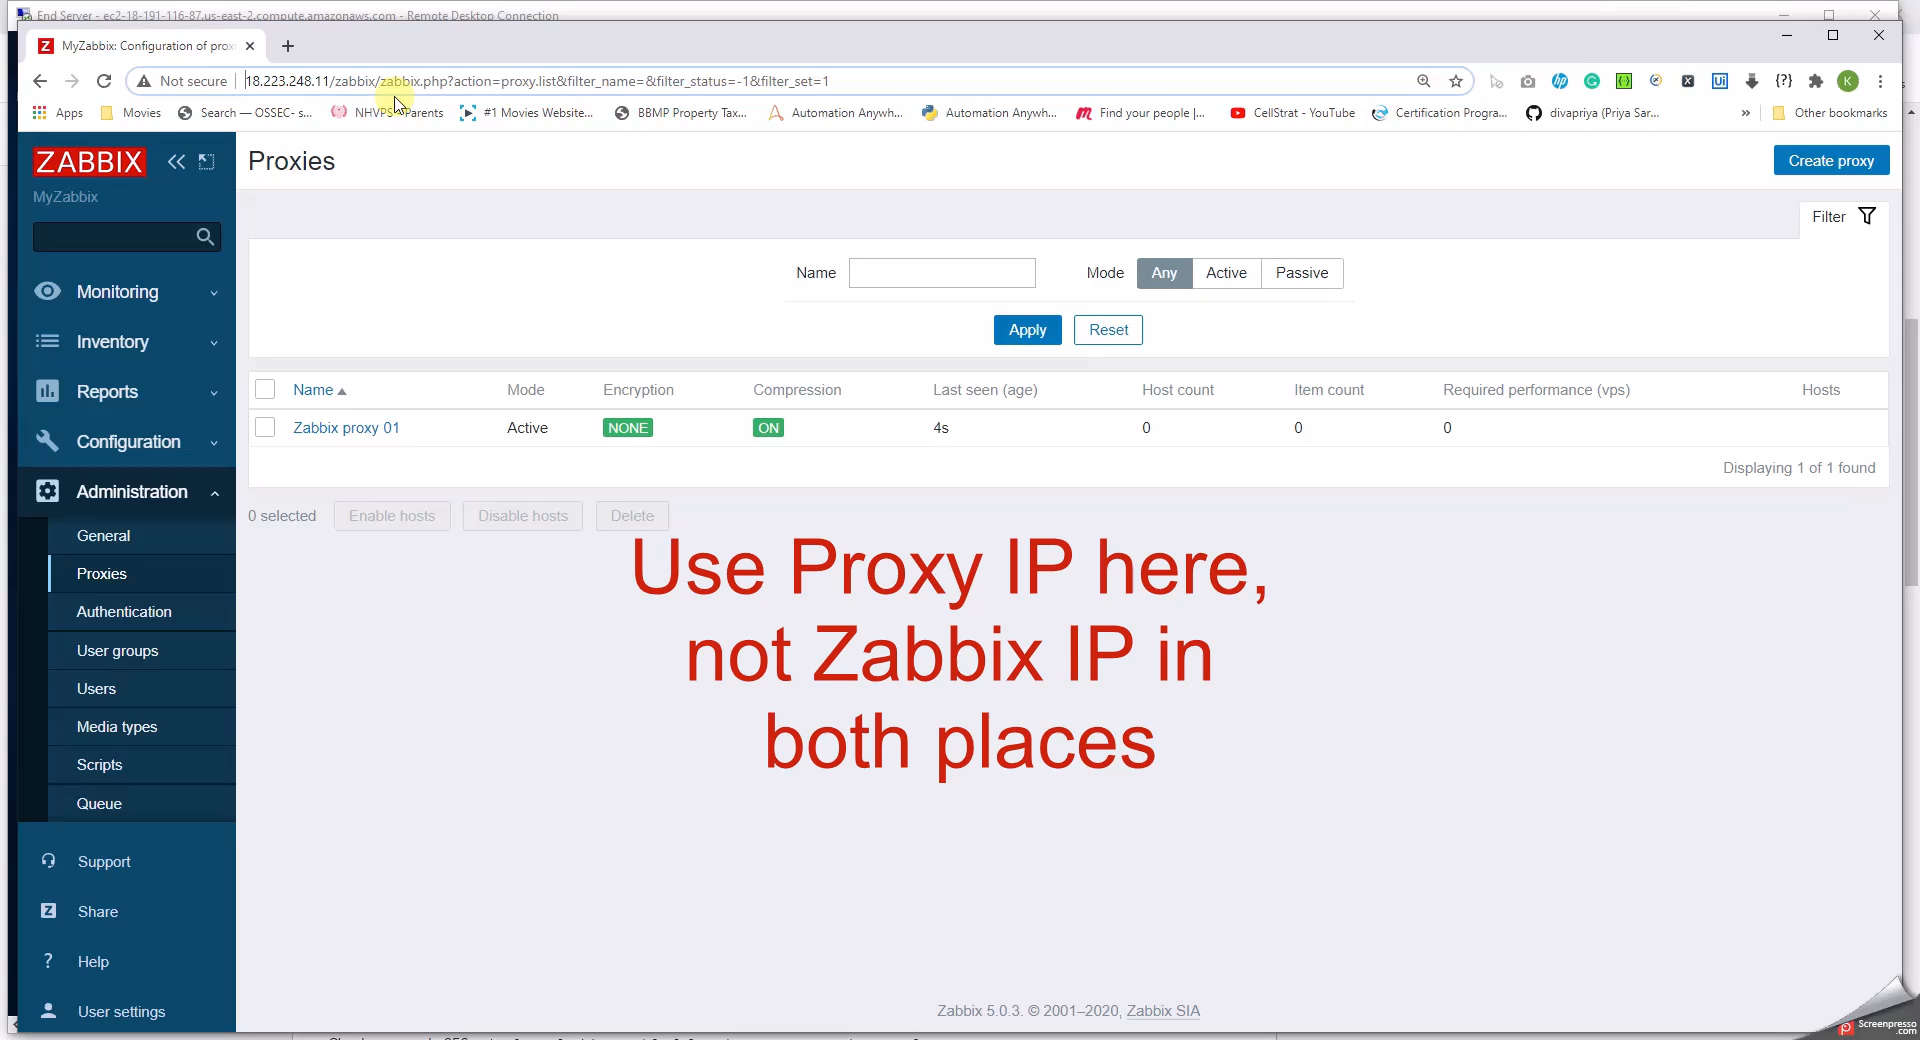 End Server - ec2-18-191-116-87.us-east-2.compute.amazonaws.com - Remote Desktop Connection
MyZabbix: Configuration of prox
Not secure 18.223.248.11/zabbix/zabbix.php?action=proxy.list&filter_name=&filter_status=-1&filter_set=1
K
Apps Movies Search — OSSEC- s... NHVPS Parents #1 Movies Website... BBMP Property Tax... Automation Anywh... Automation Anywh... Find your people |... CellStrat - YouTube Certification Progra... divapriya (Priya Sar... » Other bookmarks
ZABBIX
MyZabbix
Proxies
Create proxy
Filter
Name
Mode Any Active Passive
Apply Reset
Monitoring
Inventory
Reports
Configuration
Administration
General
Proxies
Authentication
User groups
Users
Media types
Scripts
Queue
Support
Share
Help
User settings
Name Mode Encryption Compression Last seen (age) Host count Item count Required performance (vps) Hosts
Zabbix proxy 01 Active NONE ON 4s 0 0 0
Displaying 1 of 1 found
0 selected Enable hosts Disable hosts Delete
Use Proxy IP here,
not Zabbix IP in
both places
Zabbix 5.0.3. © 2001–2020, Zabbix SIA
Screenpresso
.com